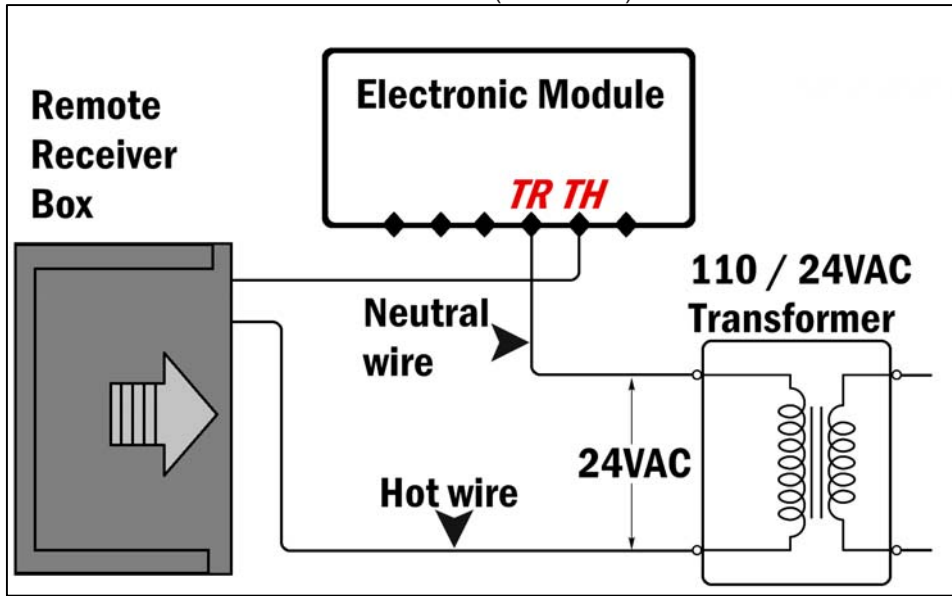 Remote
Receiver
Box
Electronic Module
TR TH
110 / 24VAC
Transformer
Neutral
wire
24VAC
Hot wire